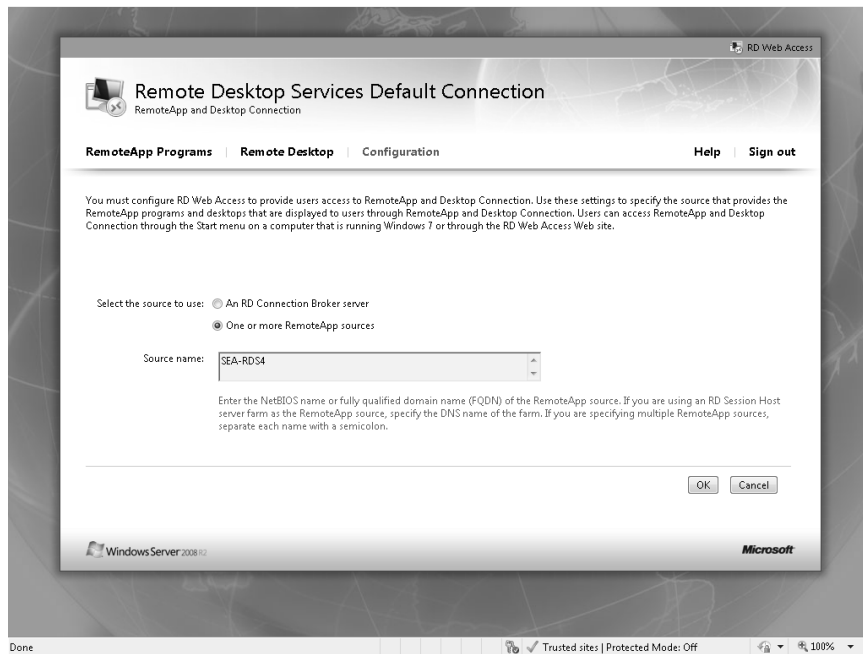 RD Web Access
Remote Desktop Services Default Connection
RemoteApp and Desktop Connection
RemoteApp Programs | Remote Desktop | Configuration
Help | Sign out
You must configure RD Web Access to provide users access to RemoteApp and Desktop Connection. Use these settings to specify the source that provides the
RemoteApp programs and desktops that are displayed to users through RemoteApp and Desktop Connection. Users can access RemoteApp and Desktop
Connection through the Start menu on a computer that is running Windows 7 or through the RD Web Access Web site.
Select the source to use: An RD Connection Broker server
One or more RemoteApp sources
Source name: SEA-RDS4
Enter the NetBIOS name or fully qualified domain name (FQDN) of the RemoteApp source. If you are using an RD Session Host
server farm as the RemoteApp source, specify the DNS name of the farm. If you are specifying multiple RemoteApp sources,
separate each name with a semicolon.
OK Cancel
Windows Server 2008 R2
Microsoft
Done
Trusted sites | Protected Mode: Off
100%